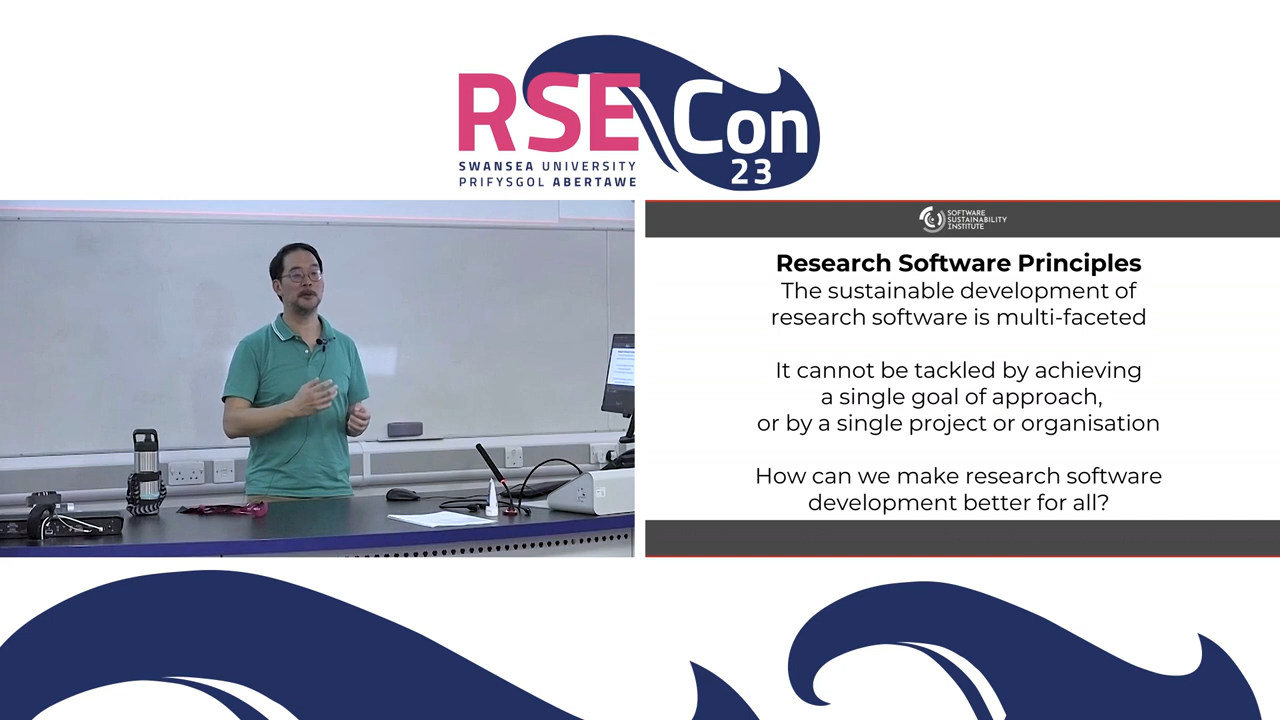 RSE Con
SWANSEA UNIVERSITY
PRIFYSGOL ABERTAWE
23
SOFTWARE
SUSTAINABILITY
INSTITUTE
Research Software Principles
The sustainable development of
research software is multi-faceted
It cannot be tackled by achieving
a single goal of approach,
or by a single project or organisation
How can we make research software
development better for all?